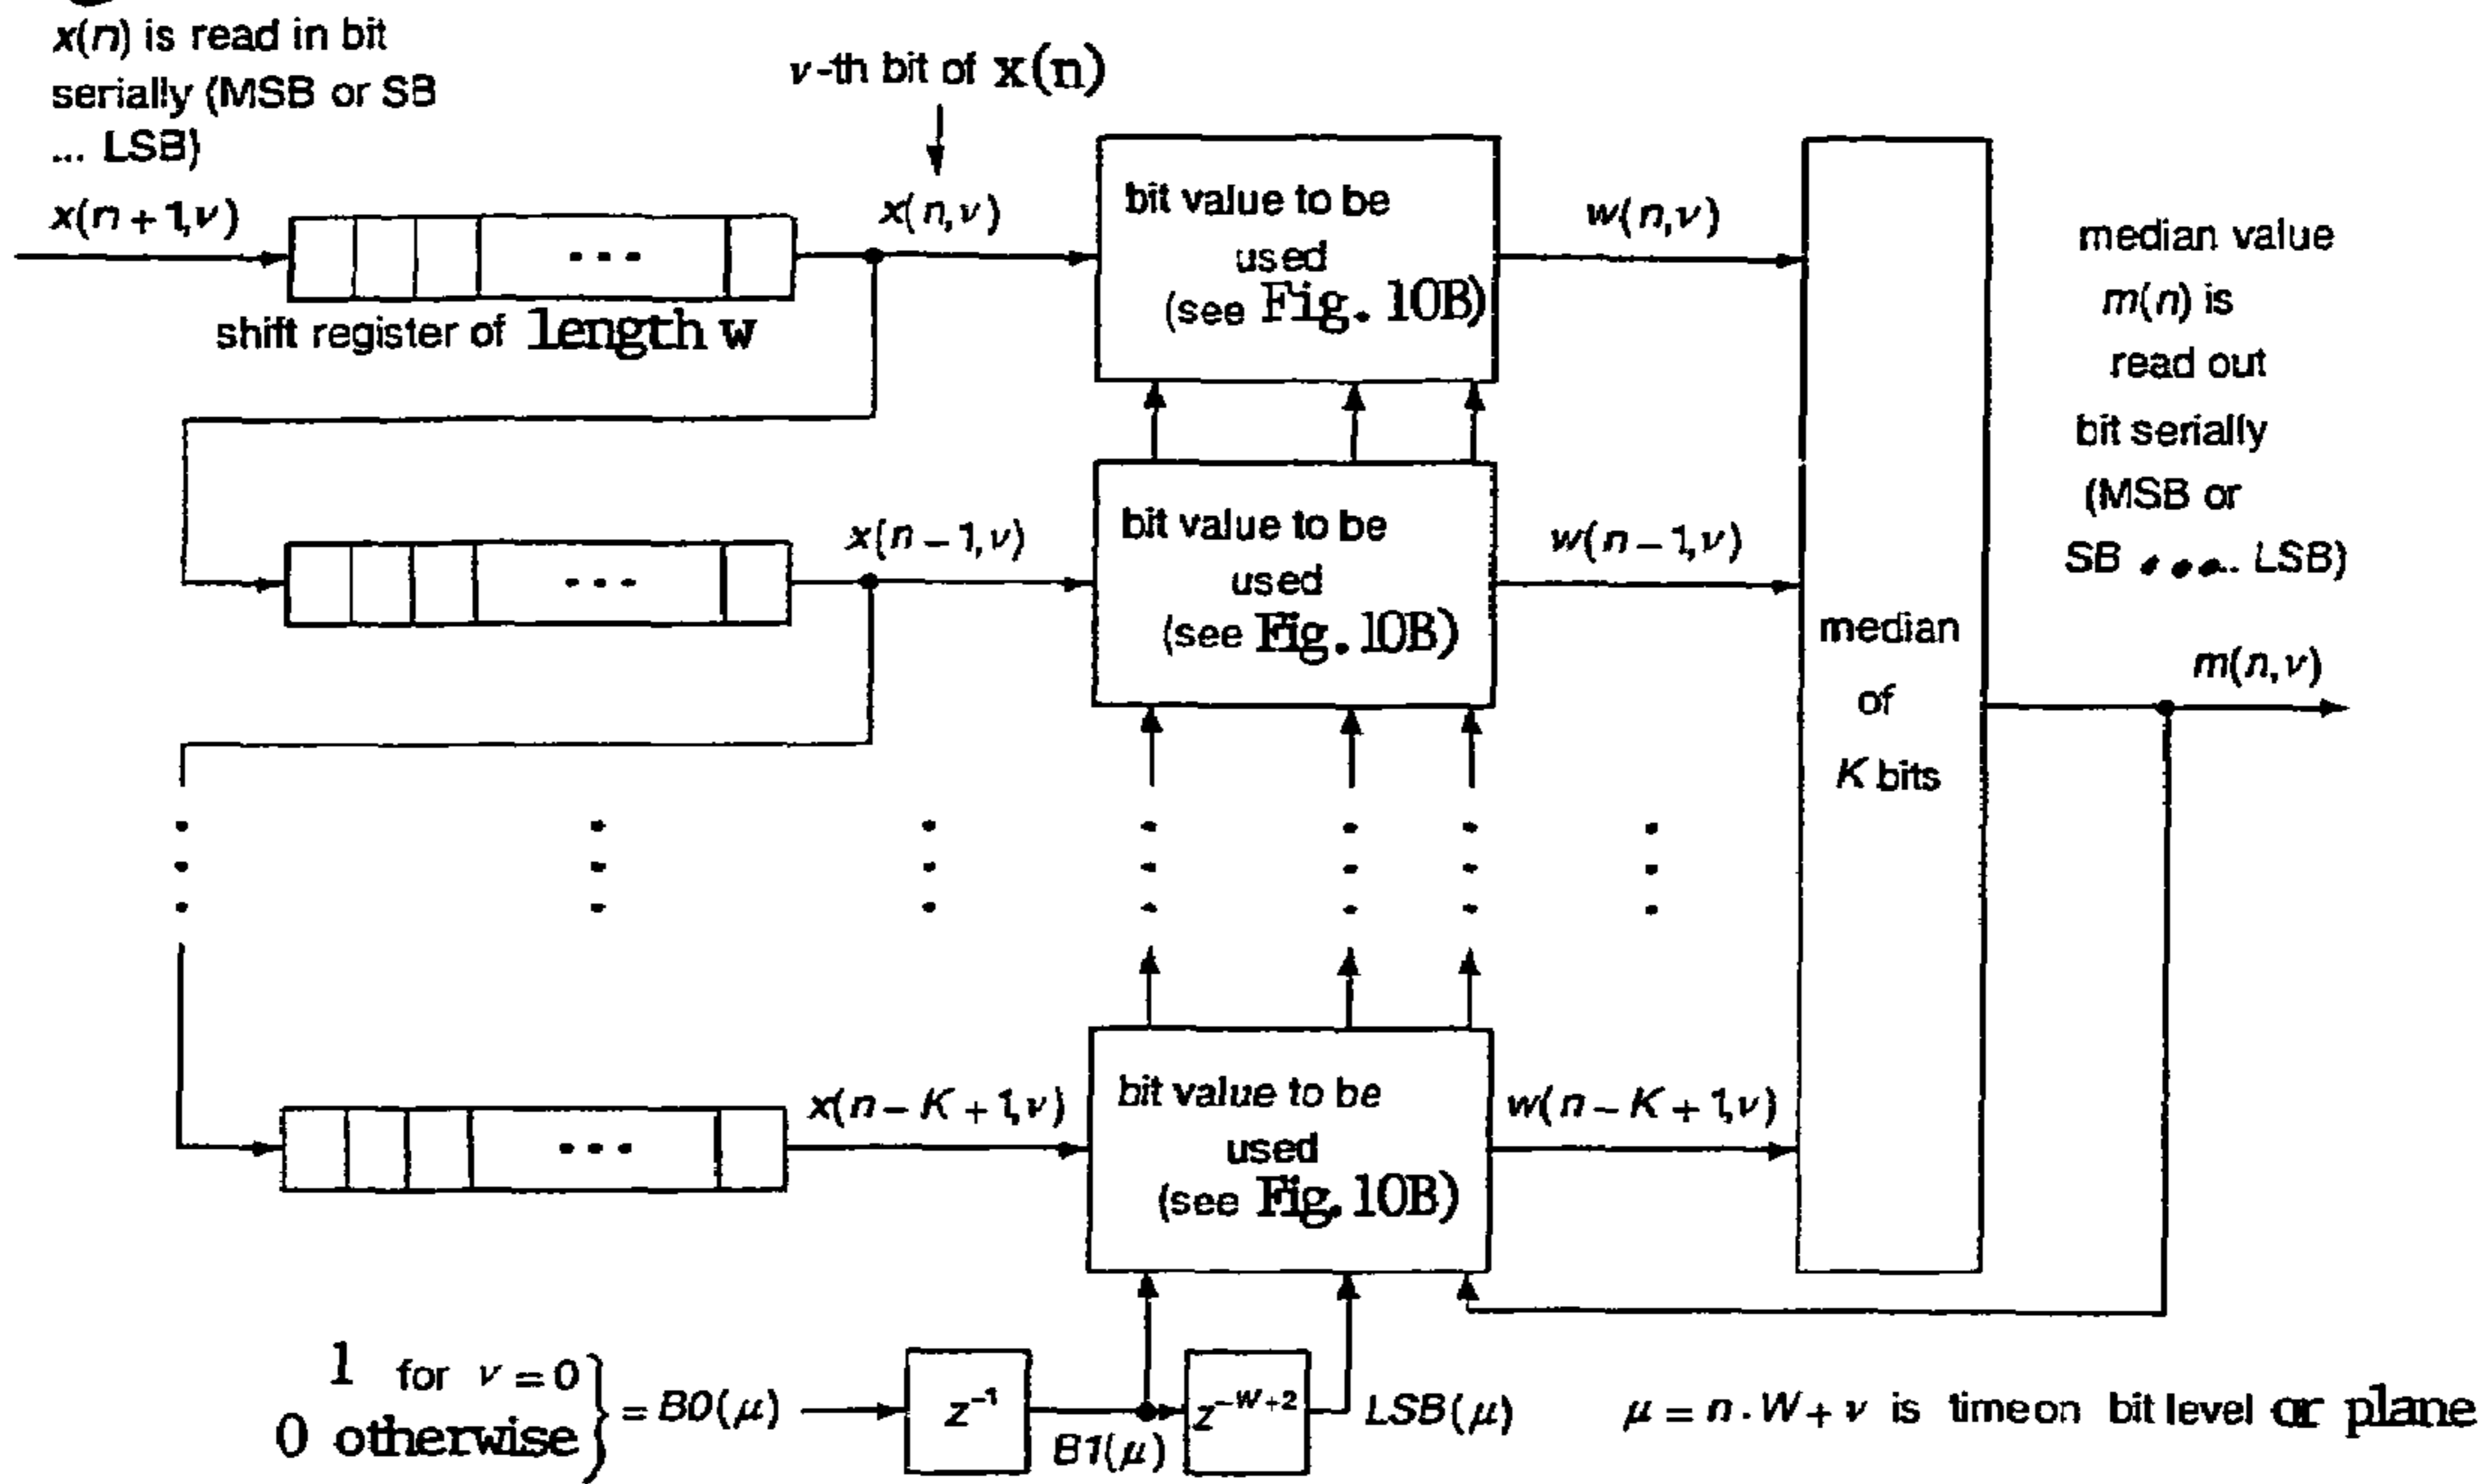 x(n) is read in bit
serially (MSB or SB
... LSB)
x(n+1,ν)
shift register of length w
ν-th bit of x(n)
x(n,ν)
bit value to be
used
(see Fig. 10B)
w(n,ν)
x(n−1,ν)
bit value to be
used
(see Fig. 10B)
w(n−1,ν)
x(n−K+1,ν)
bit value to be
used
(see Fig. 10B)
w(n−K+1,ν)
median
of
K bits
median value
m(n) is
read out
bit serially
(MSB or
SB .... LSB)
m(n,ν)
1 for ν=0
0 otherwise } = B0(μ)
z⁻¹
B1(μ)
z⁻ᵂ⁺²
LSB(μ)
μ = n·W+ν is time on bit level or plane